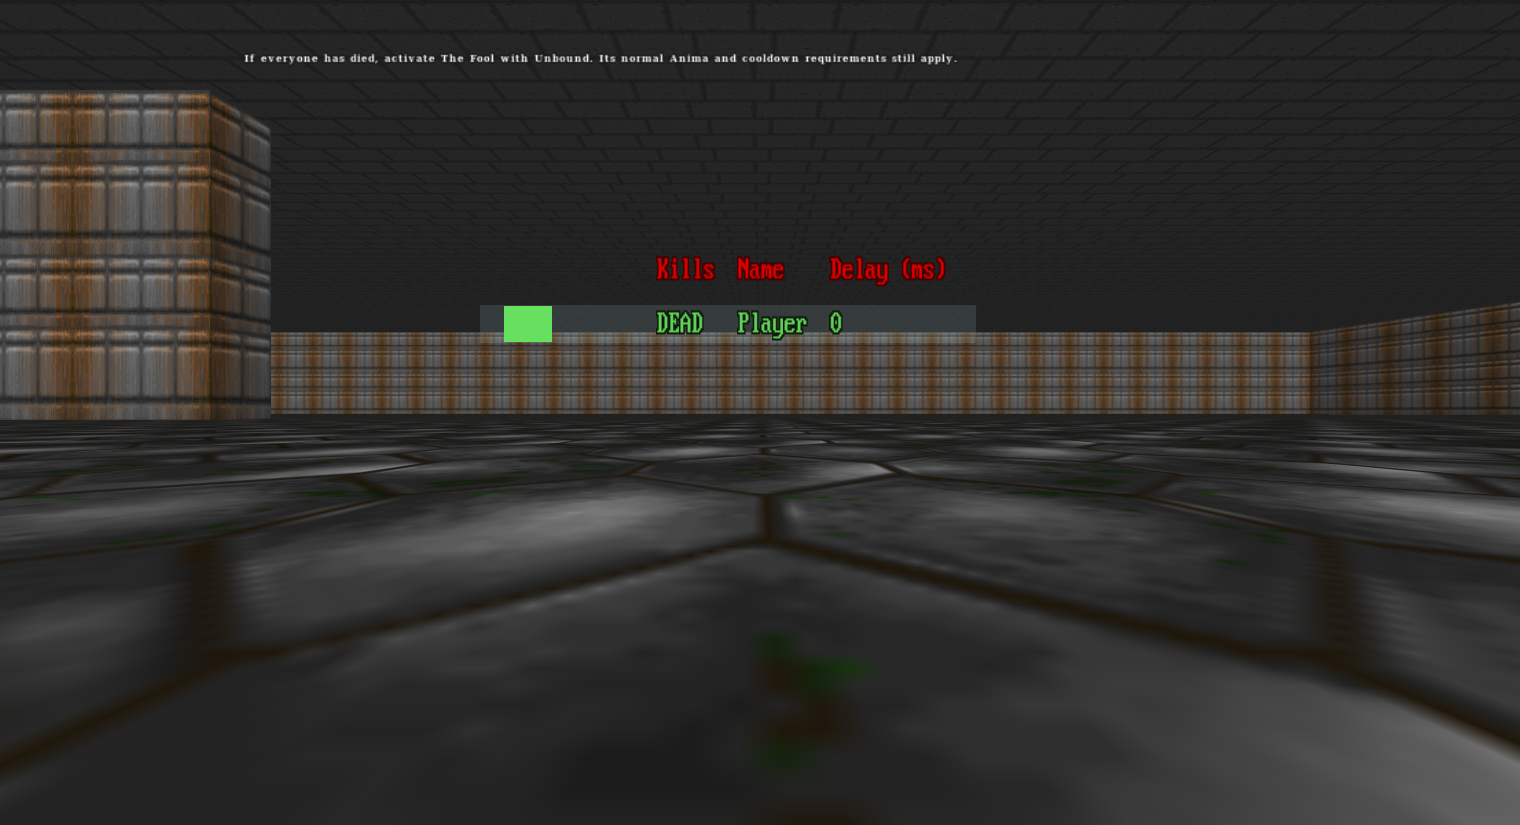 If everyone has died, activate The Fool with Unbound. Its normal Anima and cooldown requirements still apply.
Kills Name Delay (ms)
DEAD Player 0